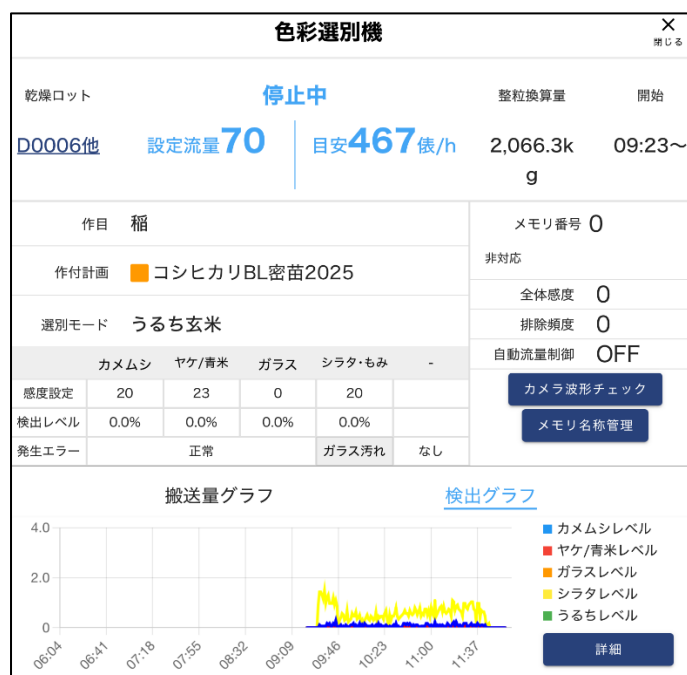 色彩選別機
×
閉じる
乾燥ロット
停止中
整粒換算量
開始
D0006他
設定流量70
目安467俵/h
2,066.3k
g
09:23〜
作目 稲
メモリ番号 0
作付計画 コシヒカリBL密苗2025
非対応
全体感度 0
選別モード うるち玄米
排除頻度 0
自動流量制御 OFF
カメムシ ヤケ/青米 ガラス シラタ・もみ -
感度設定 20 23 0 20
検出レベル 0.0% 0.0% 0.0% 0.0%
発生エラー 正常 ガラス汚れ なし
カメラ波形チェック
メモリ名称管理
搬送量グラフ
検出グラフ
4.0
2.0
0
06:04 06:41 07:18 07:55 08:32 09:09 09:46 10:23 11:00 11:37
カメムシレベル
ヤケ/青米レベル
ガラスレベル
シラタレベル
うるちレベル
詳細